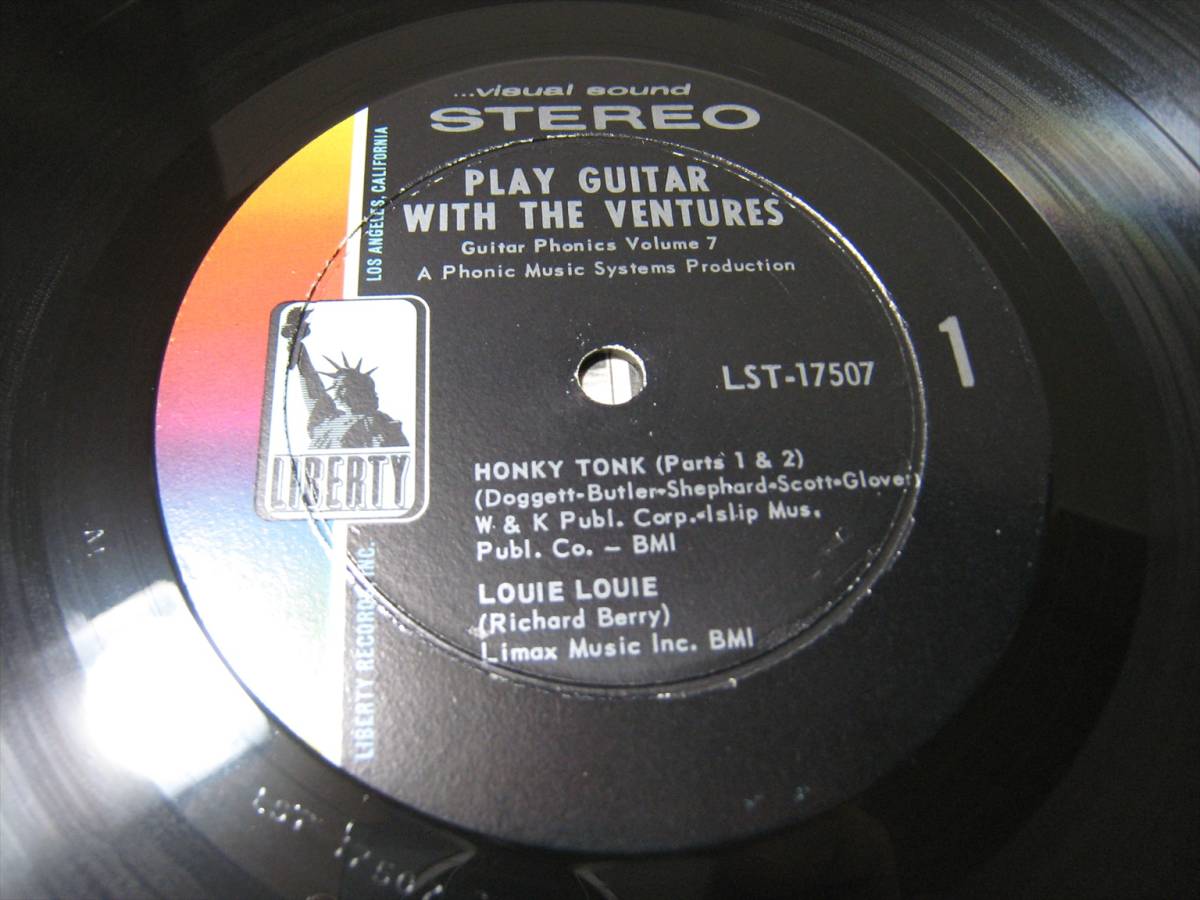 ...visual sound
STEREO
PLAY GUITAR
WITH THE VENTURES
Guitar Phonics Volume 7
A Phonic Music Systems Production
LOS ANGELES, CALIFORNIA
LIBERTY
LIBERTY RECORDS, INC.
LST-17507
1
HONKY TONK (Parts 1 & 2)
(Doggett-Butler-Shephard-Scott-Glover)
W & K Publ. Corp.-Islip Mus.
Publ. Co. – BMI
LOUIE LOUIE
(Richard Berry)
Limax Music Inc. BMI
LST